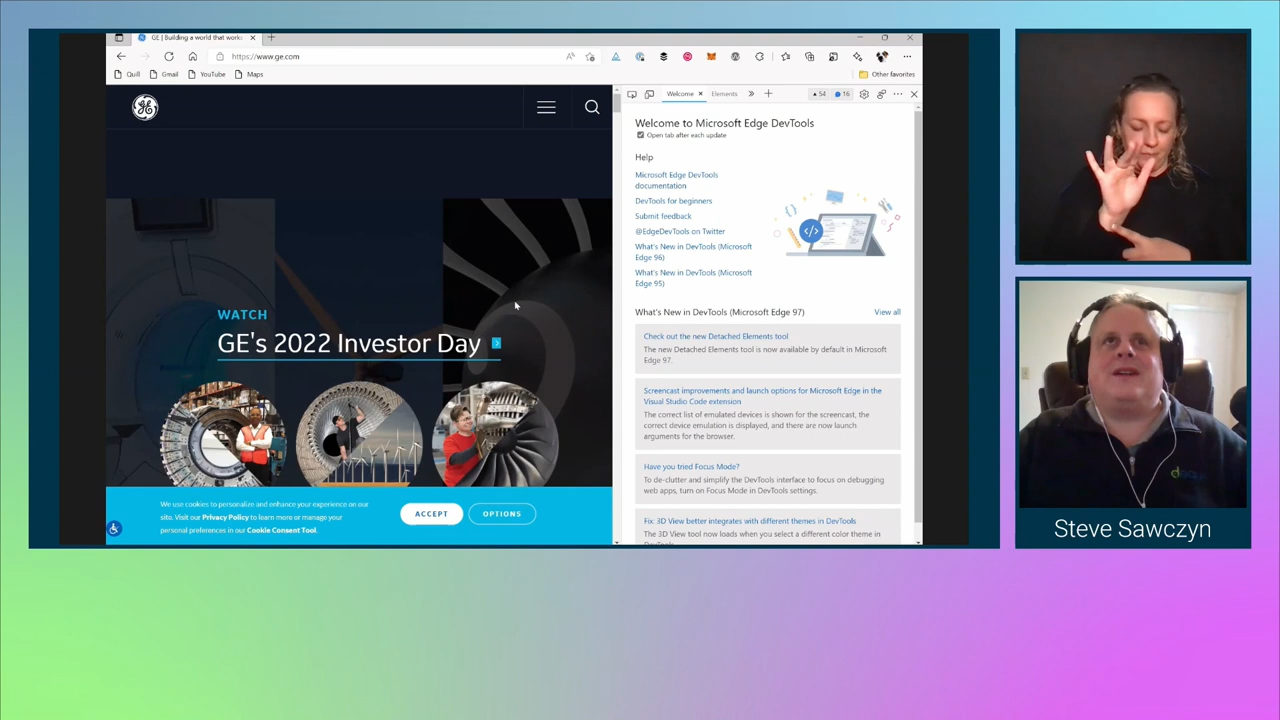 GE | Building a world that works
https://www.ge.com
Quill
Gmail
YouTube
Maps
Other favorites
WATCH
GE's 2022 Investor Day
We use cookies to personalize and enhance your experience on our
site. Visit our Privacy Policy to learn more or manage your
personal preferences in our Cookie Consent Tool.
ACCEPT
OPTIONS
Welcome
Elements
54
16
Welcome to Microsoft Edge DevTools
Open tab after each update
Help
Microsoft Edge DevTools
documentation
DevTools for beginners
Submit feedback
@EdgeDevTools on Twitter
What's New in DevTools (Microsoft
Edge 96)
What's New in DevTools (Microsoft
Edge 95)
What's New in DevTools (Microsoft Edge 97)
View all
Check out the new Detached Elements tool
The new Detached Elements tool is now available by default in Microsoft
Edge 97.
Screencast improvements and launch options for Microsoft Edge in the
Visual Studio Code extension
The correct list of emulated devices is shown for the screencast, the
correct device emulation is displayed, and there are now launch
arguments for the browser.
Have you tried Focus Mode?
To de-clutter and simplify the DevTools interface to focus on debugging
web apps, turn on Focus Mode in DevTools settings.
Fix: 3D View better integrates with different themes in DevTools
The 3D View tool now loads when you select a different color theme in
Steve Sawczyn